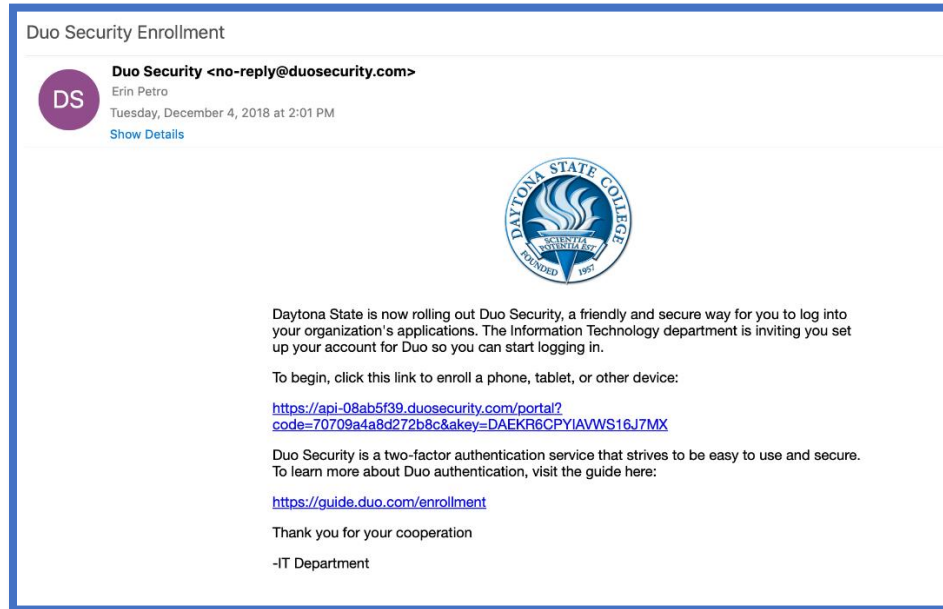 Duo Security Enrollment
DS
Duo Security <no-reply@duosecurity.com>
Erin Petro
Tuesday, December 4, 2018 at 2:01 PM
Show Details
DAYTONA STATE COLLEGE
SCIENTIA
POTENTIA EST
FOUNDED 1957
Daytona State is now rolling out Duo Security, a friendly and secure way for you to log into
your organization's applications. The Information Technology department is inviting you set
up your account for Duo so you can start logging in.
To begin, click this link to enroll a phone, tablet, or other device:
https://api-08ab5f39.duosecurity.com/portal?
code=70709a4a8d272b8c&akey=DAEKR6CPYIAVWS16J7MX
Duo Security is a two-factor authentication service that strives to be easy to use and secure.
To learn more about Duo authentication, visit the guide here:
https://guide.duo.com/enrollment
Thank you for your cooperation
-IT Department